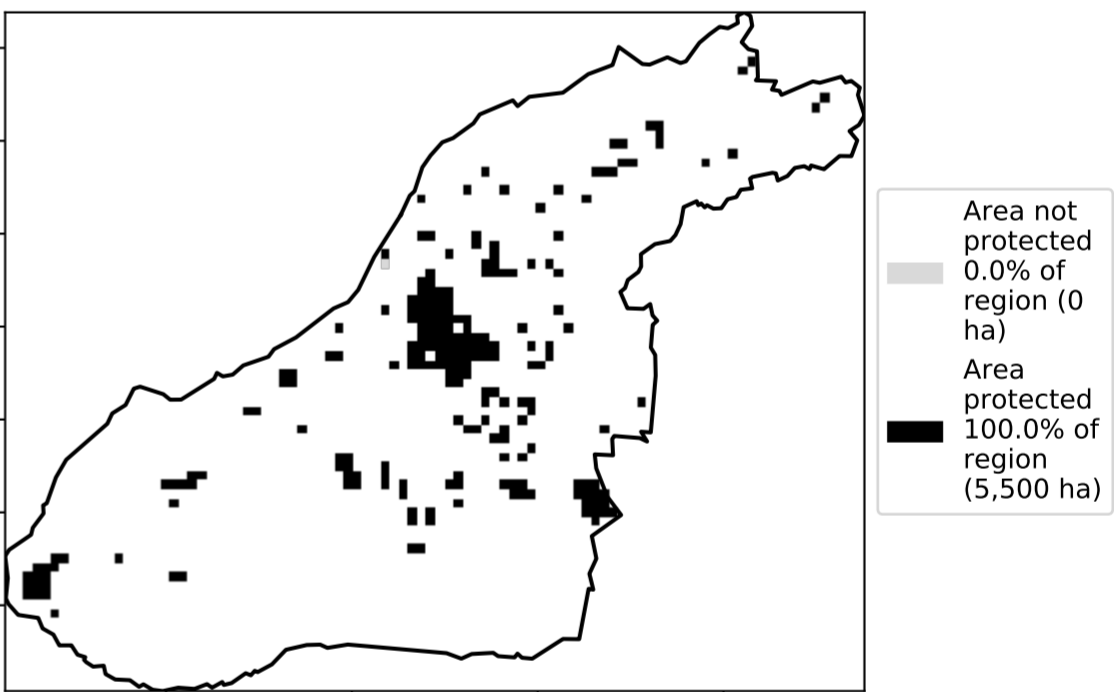 Area not
protected
0.0% of
region (0
ha)
Area
protected
100.0% of
region
(5,500 ha)